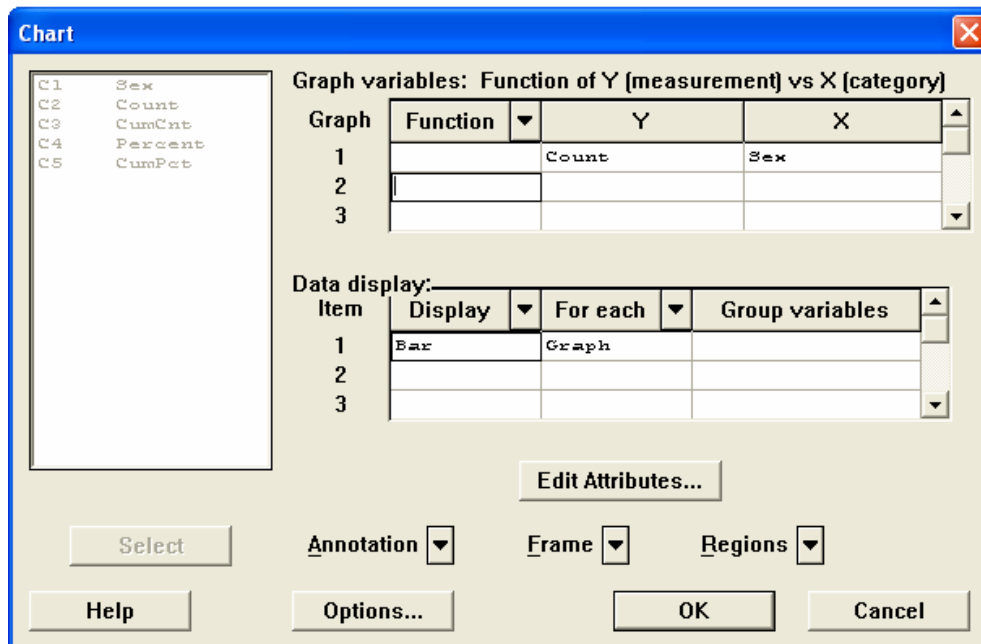 Chart
C1 Sex
C2 Count
C3 CumCnt
C4 Percent
C5 CumPct
Graph variables: Function of Y (measurement) vs X (category)
Graph Function Y X
1 Count Sex
2
3
Data display:
Item Display For each Group variables
1 Bar Graph
2
3
Edit Attributes...
Select Annotation Frame Regions
Help Options... OK Cancel